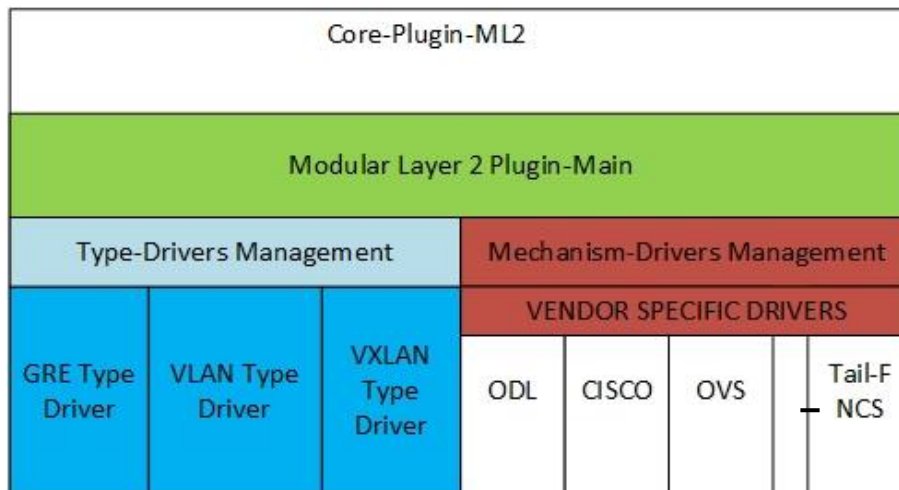 Core-Plugin-ML2
Modular Layer 2 Plugin-Main
Type-Drivers Management
Mechanism-Drivers Management
VENDOR SPECIFIC DRIVERS
GRE Type
Driver
VLAN Type
Driver
VXLAN
Type
Driver
ODL
CISCO
OVS
Tail-F
NCS